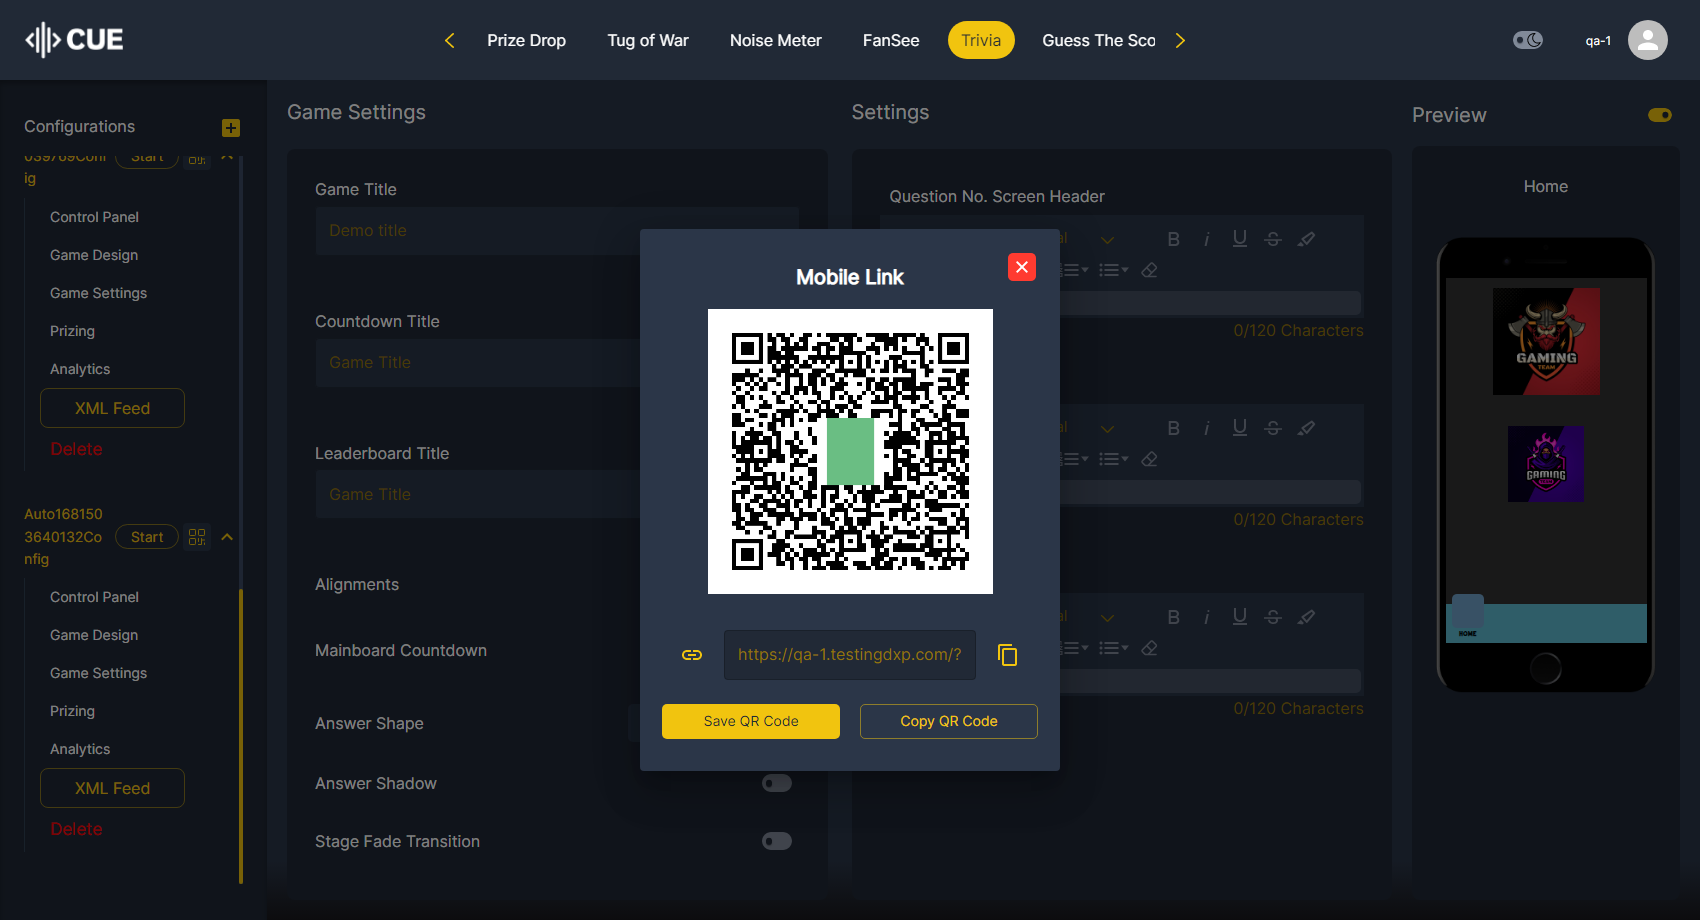 CUE
Prize Drop
Tug of War
Noise Meter
FanSee
Trivia
Guess The Sco
qa-1
Configurations
039769Conf
ig
Start
Control Panel
Game Design
Game Settings
Prizing
Analytics
XML Feed
Delete
Auto168150
3640132Co
nfig
Start
Control Panel
Game Design
Game Settings
Prizing
Analytics
XML Feed
Delete
Game Settings
Game Title
Demo title
Countdown Title
Game Title
Leaderboard Title
Game Title
Alignments
Mainboard Countdown
Answer Shape
Answer Shadow
Stage Fade Transition
Mobile Link
https://qa-1.testingdxp.com/?
Save QR Code
Copy QR Code
Settings
Question No. Screen Header
al
B i U S
0/120 Characters
al
B i U S
0/120 Characters
al
B i U S
0/120 Characters
Preview
Home
GAMING
TEAM
GAMING
HOME